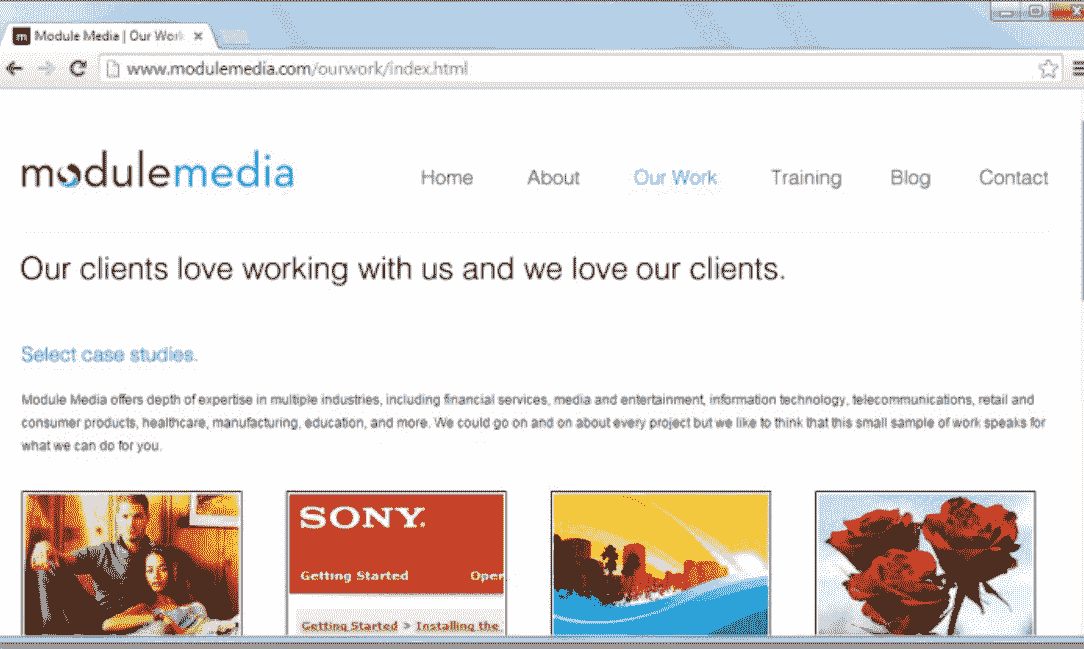 Module Media | Our Work
www.modulemedia.com/ourwork/index.html
modulemedia
Home About Our Work Training Blog Contact
Our clients love working with us and we love our clients.
Select case studies.
Module Media offers depth of expertise in multiple industries, including financial services, media and entertainment, information technology, telecommunications, retail and
consumer products, healthcare, manufacturing, education, and more. We could go on and on about every project but we like to think that this small sample of work speaks for
what we can do for you.
SONY.
Getting Started Oper
Getting Started > Installing the